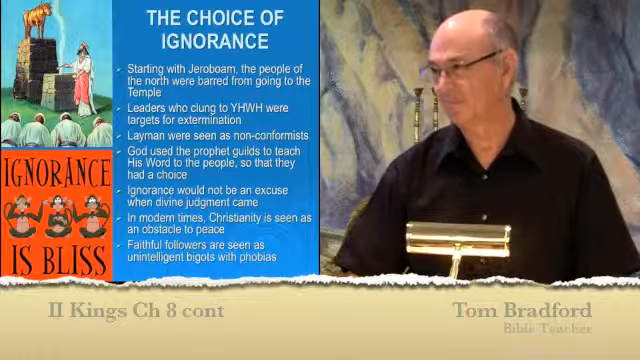 THE CHOICE OF
IGNORANCE
Starting with Jeroboam, the people of
the north were barred from going to the
Temple
Leaders who clung to YHWH were
targets for extermination
Layman were seen as non-conformists
God used the prophet guilds to teach
His Word to the people, so that they
had a choice
Ignorance would not be an excuse
when divine judgment came
In modern times, Christianity is seen as
an obstacle to peace
Faithful followers are seen as
unintelligent bigots with phobias
IGNORANCE
IS BLISS
II Kings Ch 8 cont
Tom Bradford
Bible Teacher